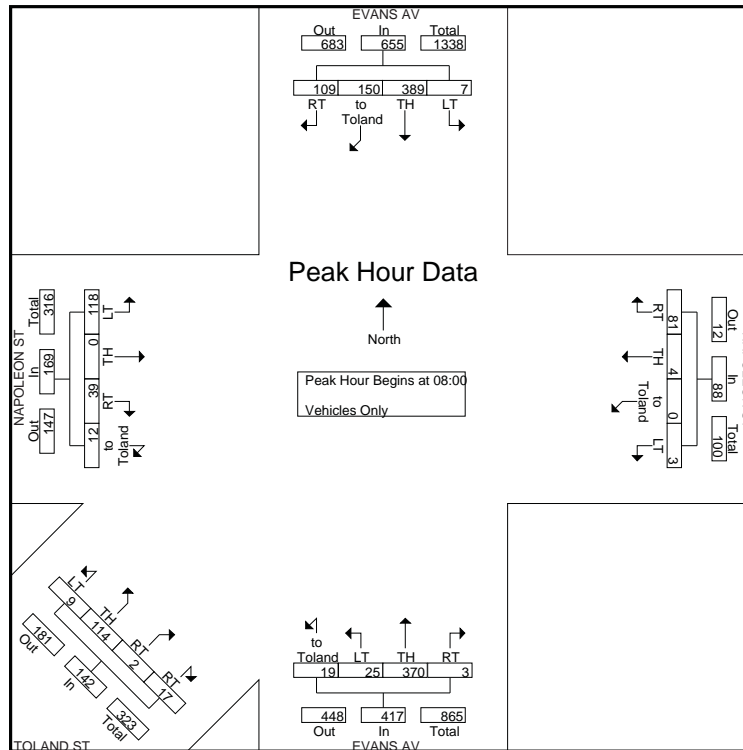 EVANS AV
Out In Total
683 655 1338
109 150 389 7
RT to TH LT
Toland
Peak Hour Data
North
Peak Hour Begins at 08:00
Vehicles Only
NAPOLEON ST
Total In Out
316 169 147
118 0 39 12
LT TH RT to
Toland
Out In Total
12 88 100
81 4 0 3
RT TH to LT
Toland
LT TH RT RT
9 114 2 17
181 142 323
Out In Total
TOLAND ST
to
Toland LT TH RT
19 25 370 3
448 417 865
Out In Total
EVANS AV